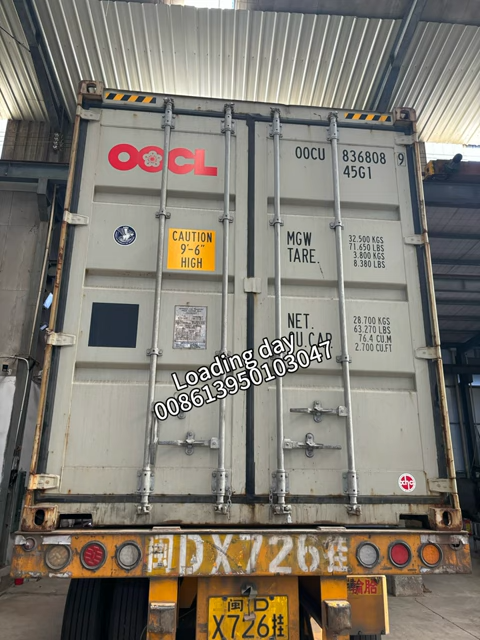 OOCL
OOCU 836808 9
45G1
CAUTION
9'-6"
HIGH
MGW 32.500 KGS
71.650 LBS
TARE. 3.800 KGS
8.380 LBS
NET. 28.700 KGS
63.270 LBS
CU.CAP. 76.4 CU.M
2.700 CU.FT
Loading day
008613950103047
闽DX726挂
闽D
X726挂